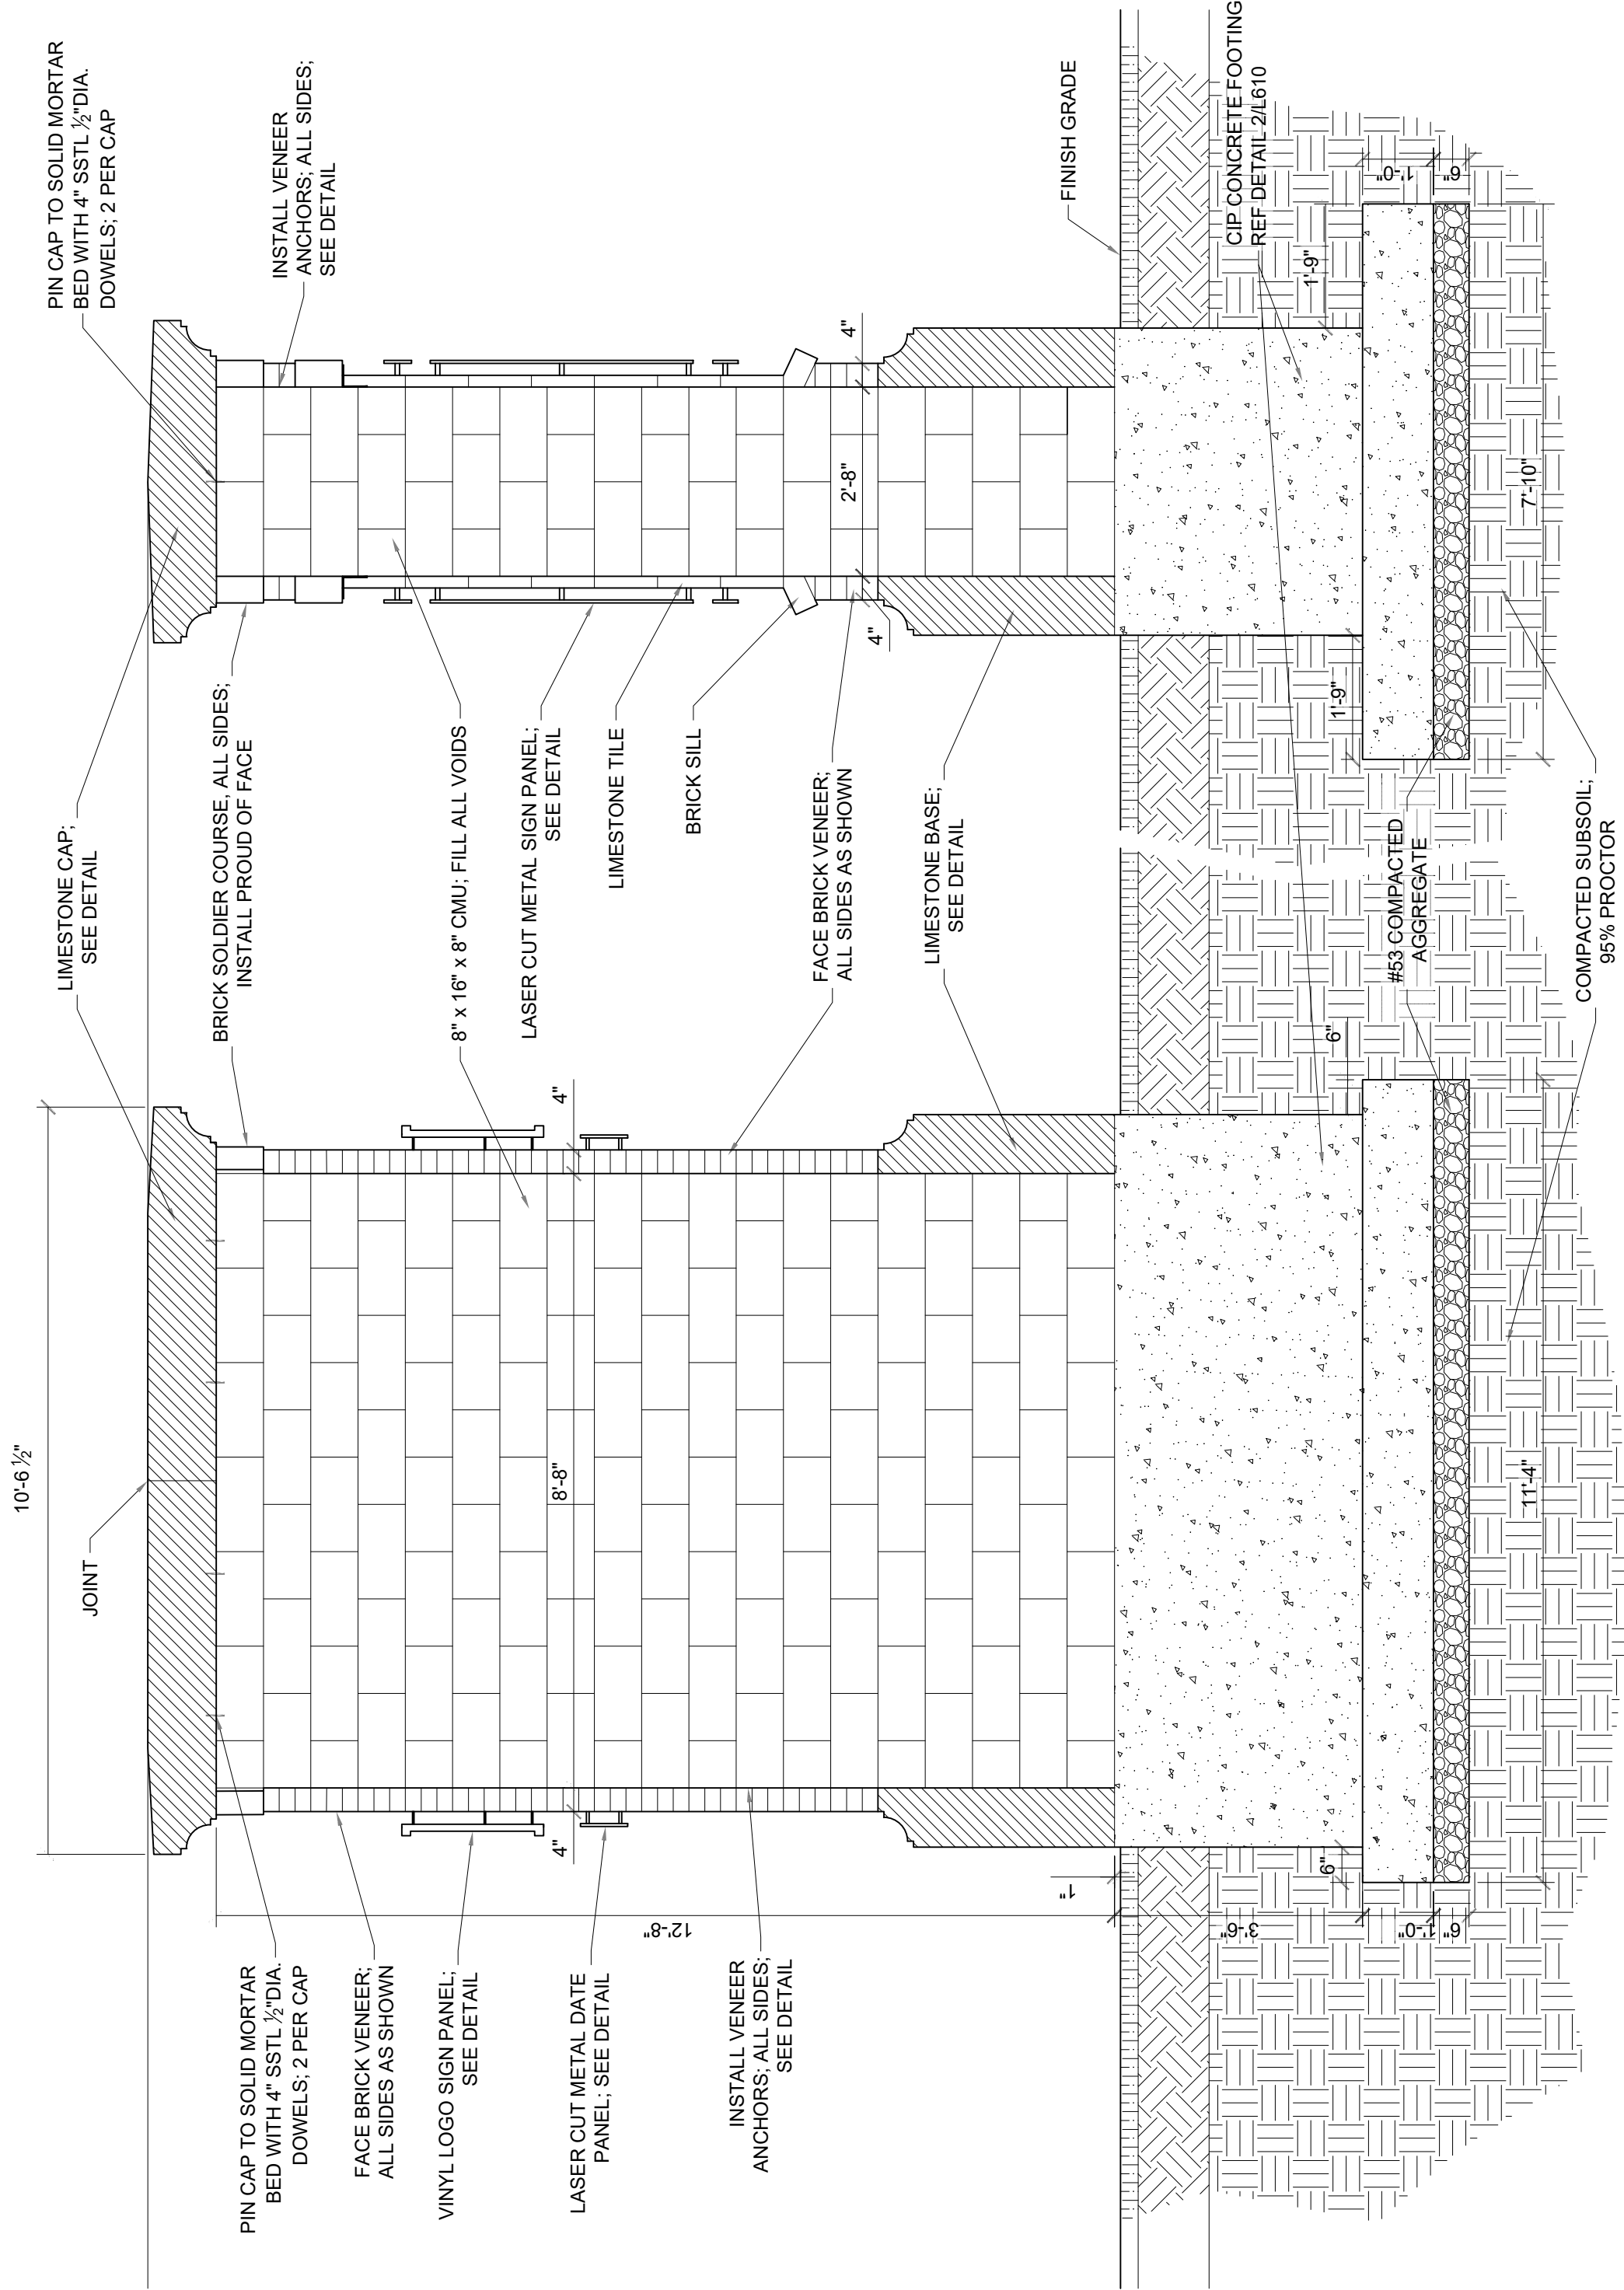 10'-6 ½"
JOINT
LIMESTONE CAP;
SEE DETAIL
PIN CAP TO SOLID MORTAR
BED WITH 4" SSTL ½"DIA.
DOWELS; 2 PER CAP
PIN CAP TO SOLID MORTAR
BED WITH 4" SSTL ½"DIA.
DOWELS; 2 PER CAP
BRICK SOLDIER COURSE, ALL SIDES;
INSTALL PROUD OF FACE
INSTALL VENEER
ANCHORS; ALL SIDES;
SEE DETAIL
FACE BRICK VENEER;
ALL SIDES AS SHOWN
VINYL LOGO SIGN PANEL;
SEE DETAIL
8" x 16" x 8" CMU; FILL ALL VOIDS
LASER CUT METAL SIGN PANEL;
SEE DETAIL
4"
8'-8"
4"
LASER CUT METAL DATE
PANEL; SEE DETAIL
LIMESTONE TILE
12'-8"
BRICK SILL
INSTALL VENEER
ANCHORS; ALL SIDES;
SEE DETAIL
FACE BRICK VENEER;
ALL SIDES AS SHOWN
4"
2'-8"
4"
LIMESTONE BASE;
SEE DETAIL
1"
FINISH GRADE
3'-6"
CIP CONCRETE FOOTING
REF DETAIL 2/L610
6"
6"
1'-9"
1'-9"
1'-0"
6"
#53 COMPACTED
AGGREGATE
1'-0"
6"
11'-4"
7'-10"
COMPACTED SUBSOIL;
95% PROCTOR